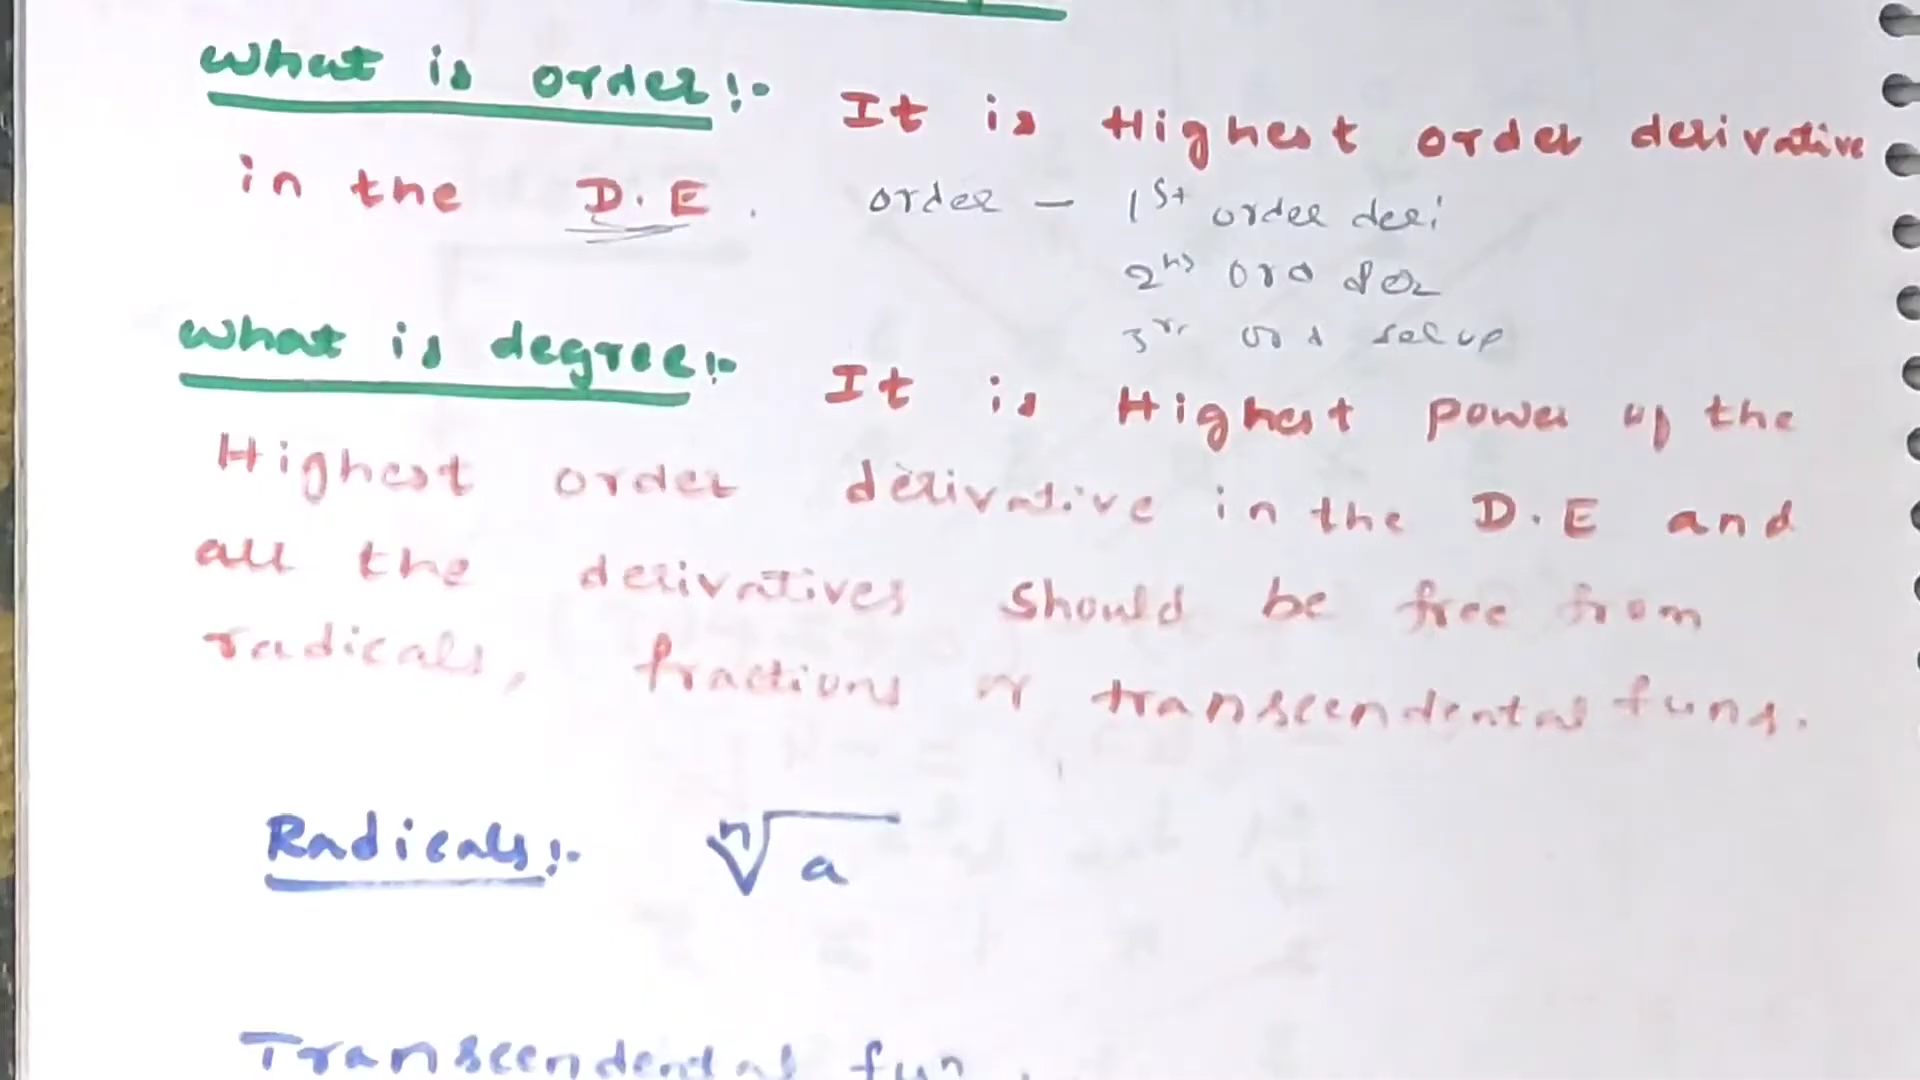 What is order:- It is Highest order derivative
in the D.E. order - 1st order deri
2nd ord
3rd ord
What is degree:- It is Highest power of the
Highest order derivative in the D.E and
all the derivatives should be free from
radicals, fractions or transcendental funs.
Radicals:- ⁿ√a
Transcendental fun